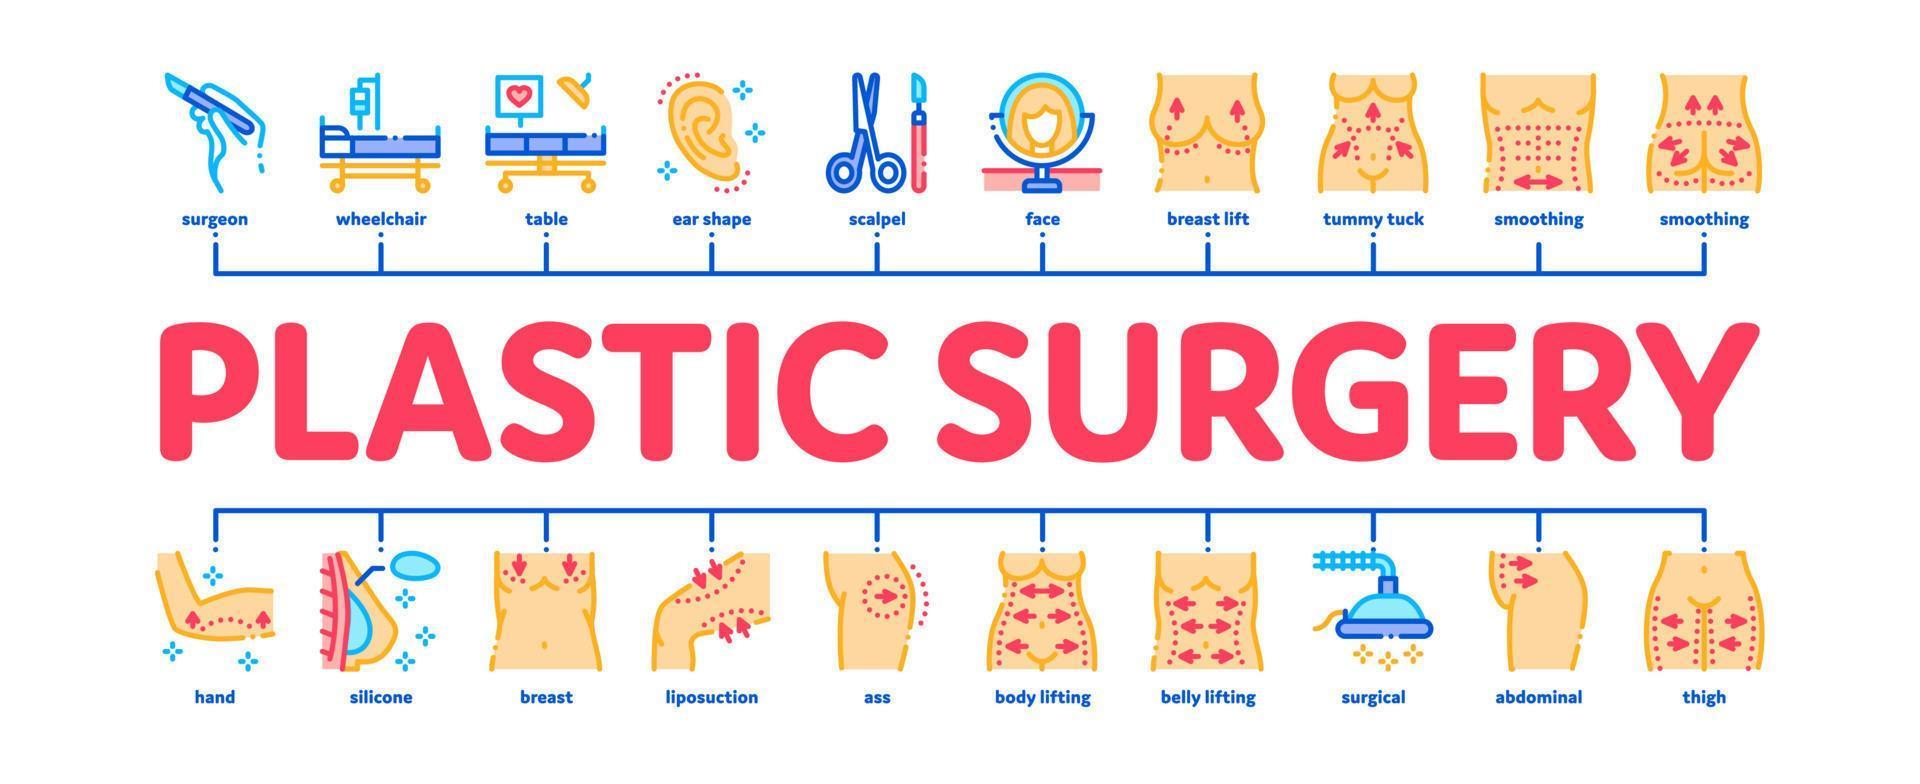 surgeon wheelchair table ear shape scalpel face breast lift tummy tuck smoothing smoothing
PLASTIC SURGERY
hand silicone breast liposuction ass body lifting belly lifting surgical abdominal thigh